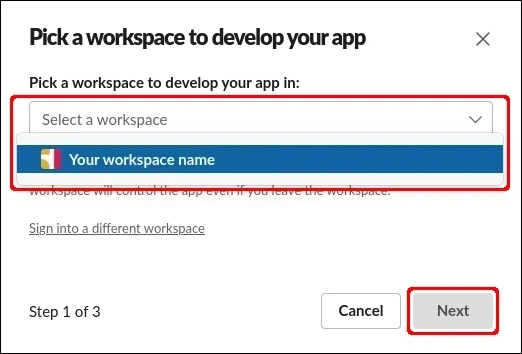 Pick a workspace to develop your app
Pick a workspace to develop your app in:
Select a workspace
Your workspace name
workspace will control the app even if you leave the workspace.
Sign into a different workspace
Step 1 of 3
Cancel
Next